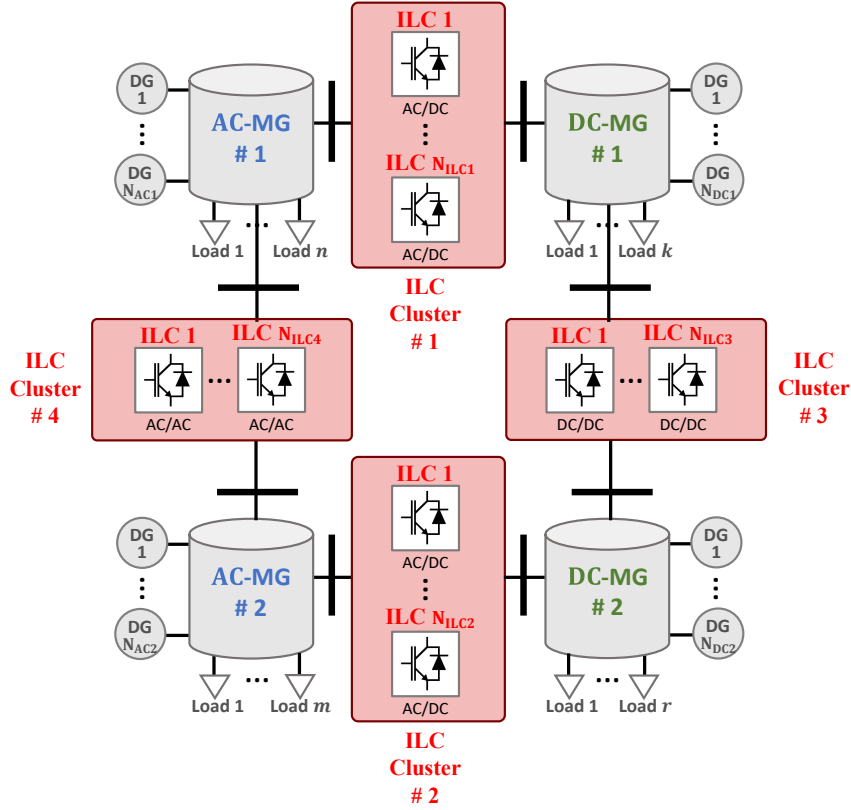 ILC 1
AC/DC
ILC N_ILC1
AC/DC
ILC
Cluster
# 1
DG
1
DG
N_AC1
AC-MG
# 1
Load 1
Load n
DC-MG
# 1
DG
1
DG
N_DC1
Load 1
Load k
ILC
Cluster
# 4
ILC 1
ILC N_ILC4
AC/AC
AC/AC
ILC 1
ILC N_ILC3
DC/DC
DC/DC
ILC
Cluster
# 3
DG
1
DG
N_AC2
AC-MG
# 2
Load 1
Load m
ILC 1
AC/DC
ILC N_ILC2
AC/DC
ILC
Cluster
# 2
DC-MG
# 2
DG
1
DG
N_DC2
Load 1
Load r